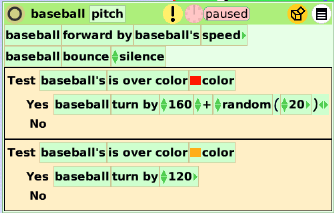 baseball pitch ! paused
baseball forward by baseball's speed
baseball bounce silence
Test baseball's is over color color
Yes baseball turn by 160 + random ( 20 )
No
Test baseball's is over color color
Yes baseball turn by 120
No